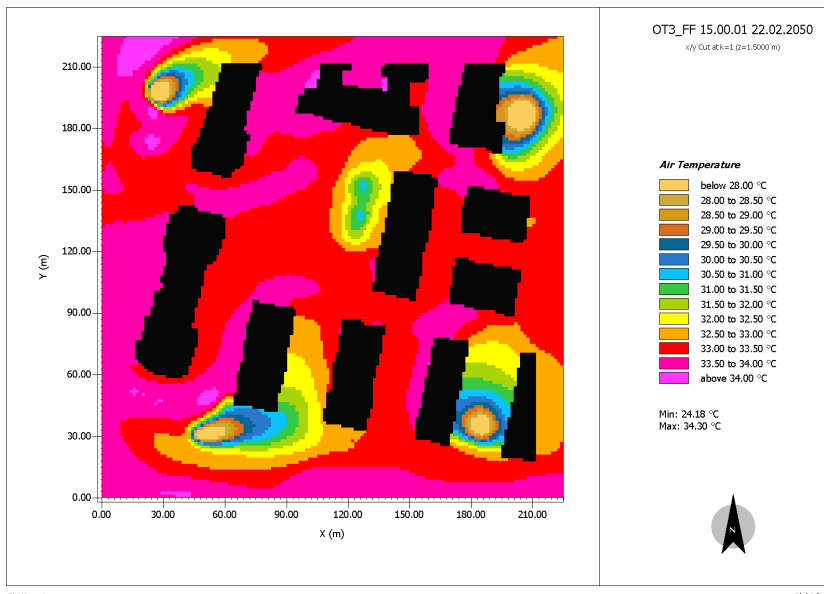 OT3_FF 15.00.01 22.02.2050
x/y Cut at k=1 (z=1.5000 m)
Air Temperature
below 28.00 °C
28.00 to 28.50 °C
28.50 to 29.00 °C
29.00 to 29.50 °C
29.50 to 30.00 °C
30.00 to 30.50 °C
30.50 to 31.00 °C
31.00 to 31.50 °C
31.50 to 32.00 °C
32.00 to 32.50 °C
32.50 to 33.00 °C
33.00 to 33.50 °C
33.50 to 34.00 °C
above 34.00 °C
Min: 24.18 °C
Max: 34.30 °C
N
Y (m)
210.00
180.00
150.00
120.00
90.00
60.00
30.00
0.00
0.00 30.00 60.00 90.00 120.00 150.00 180.00 210.00
X (m)